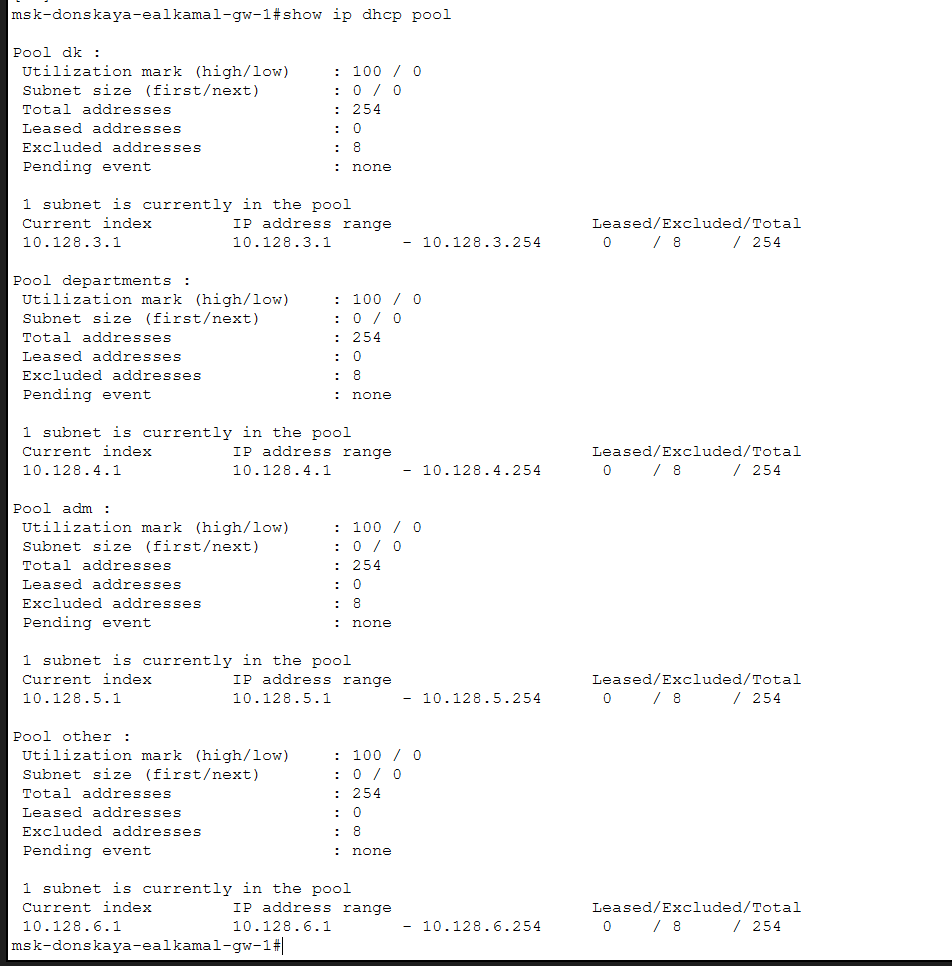 msk-donskaya-ealkamal-gw-1#show ip dhcp pool
Pool dk :
Utilization mark (high/low) : 100 / 0
Subnet size (first/next) : 0 / 0
Total addresses : 254
Leased addresses : 0
Excluded addresses : 8
Pending event : none
1 subnet is currently in the pool
Current index IP address range Leased/Excluded/Total
10.128.3.1 10.128.3.1 - 10.128.3.254 0 / 8 / 254
Pool departments :
Utilization mark (high/low) : 100 / 0
Subnet size (first/next) : 0 / 0
Total addresses : 254
Leased addresses : 0
Excluded addresses : 8
Pending event : none
1 subnet is currently in the pool
Current index IP address range Leased/Excluded/Total
10.128.4.1 10.128.4.1 - 10.128.4.254 0 / 8 / 254
Pool adm :
Utilization mark (high/low) : 100 / 0
Subnet size (first/next) : 0 / 0
Total addresses : 254
Leased addresses : 0
Excluded addresses : 8
Pending event : none
1 subnet is currently in the pool
Current index IP address range Leased/Excluded/Total
10.128.5.1 10.128.5.1 - 10.128.5.254 0 / 8 / 254
Pool other :
Utilization mark (high/low) : 100 / 0
Subnet size (first/next) : 0 / 0
Total addresses : 254
Leased addresses : 0
Excluded addresses : 8
Pending event : none
1 subnet is currently in the pool
Current index IP address range Leased/Excluded/Total
10.128.6.1 10.128.6.1 - 10.128.6.254 0 / 8 / 254
msk-donskaya-ealkamal-gw-1#